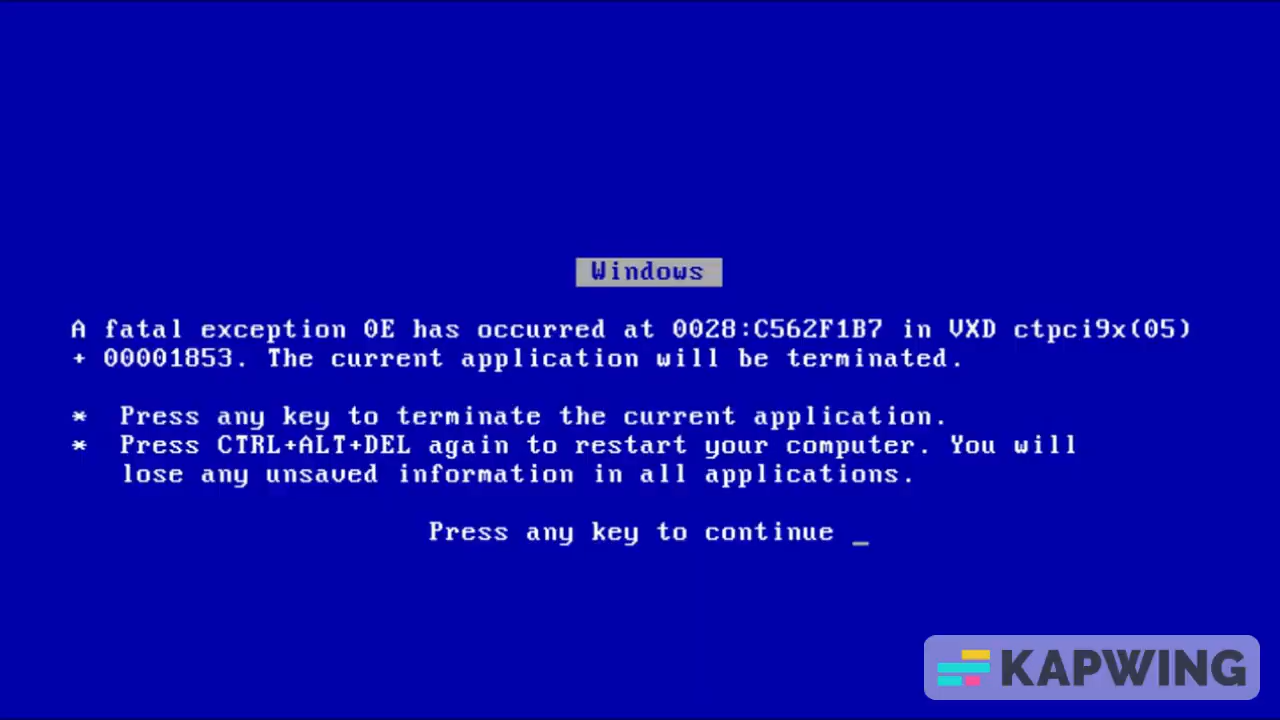 Windows
A fatal exception 0E has occurred at 0028:C562F1B7 in VXD ctpci9x(05)
+ 00001853. The current application will be terminated.
* Press any key to terminate the current application.
* Press CTRL+ALT+DEL again to restart your computer. You will
lose any unsaved information in all applications.
Press any key to continue _
KAPWING